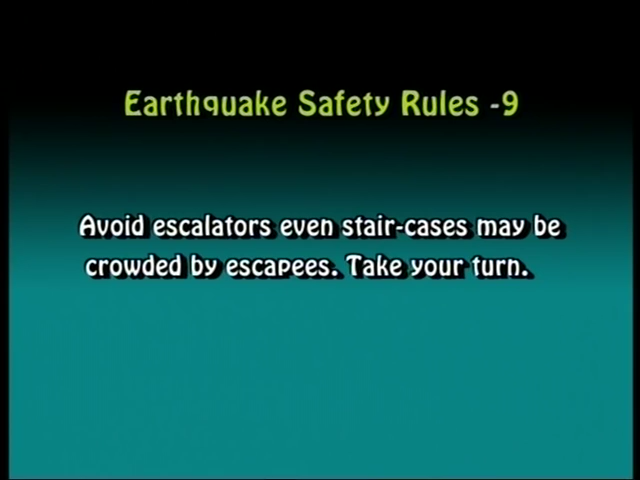 Earthquake Safety Rules -9
Avoid escalators even stair-cases may be
crowded by escapees. Take your turn.